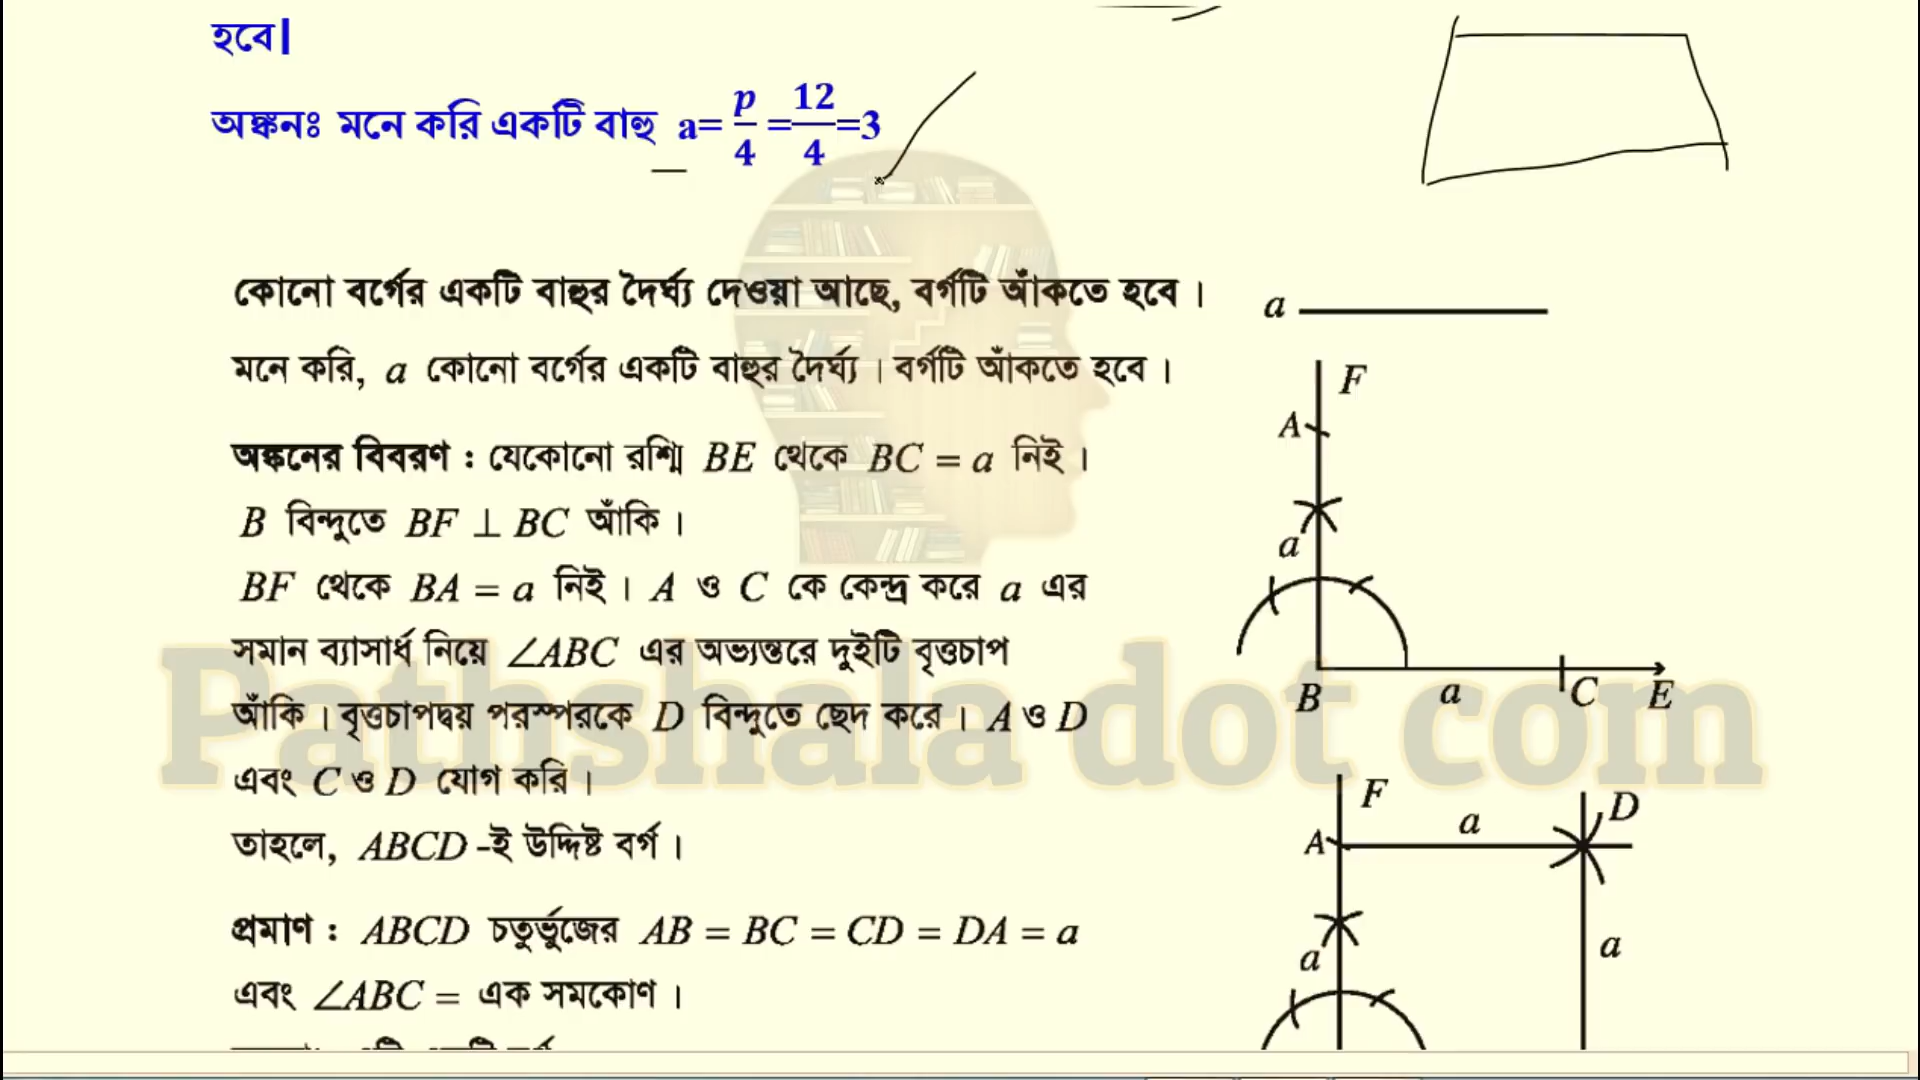 হবে।
অঙ্কনঃ মনে করি একটি বাহু a= p/4 =12/4=3
কোনো বর্গের একটি বাহুর দৈর্ঘ্য দেওয়া আছে, বর্গটি আঁকতে হবে।
a
মনে করি, a কোনো বর্গের একটি বাহুর দৈর্ঘ্য। বর্গটি আঁকতে হবে।
F
A
অঙ্কনের বিবরণ : যেকোনো রশ্মি BE থেকে BC = a নিই।
B বিন্দুতে BF ⊥ BC আঁকি।
a
BF থেকে BA = a নিই। A ও C কে কেন্দ্র করে a এর
সমান ব্যাসার্ধ নিয়ে ∠ABC এর অভ্যন্তরে দুইটি বৃত্তচাপ
B a C E
আঁকি। বৃত্তচাপদ্বয় পরস্পরকে D বিন্দুতে ছেদ করে। A ও D
Pathshala dot com
এবং C ও D যোগ করি।
F D
a
A
তাহলে, ABCD -ই উদ্দিষ্ট বর্গ।
প্রমাণ : ABCD চতুর্ভুজের AB = BC = CD = DA = a
a a
এবং ∠ABC = এক সমকোণ।